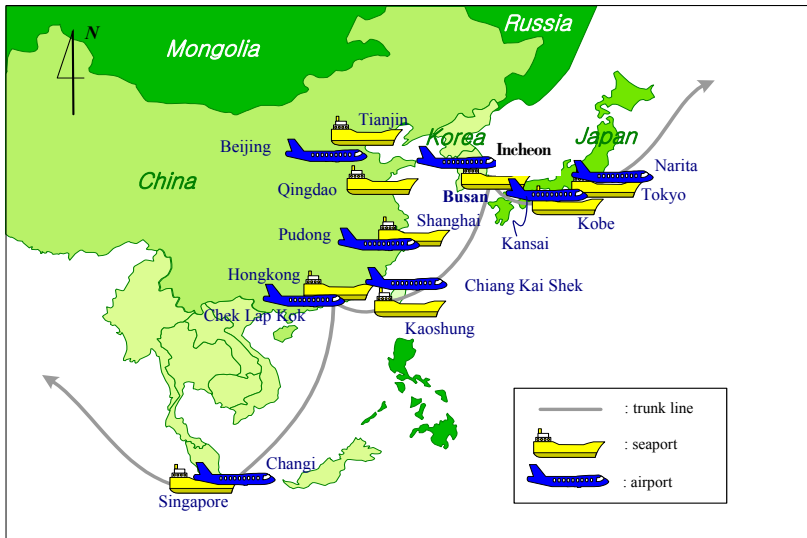 Russia
N
Mongolia
Tianjin
Korea
Japan
Beijing
Incheon
Narita
China
Qingdao
Busan
Tokyo
Shanghai
Kobe
Pudong
Kansai
Hongkong
Chiang Kai Shek
Chek Lap Kok
Kaoshung
: trunk line
: seaport
Changi
: airport
Singapore